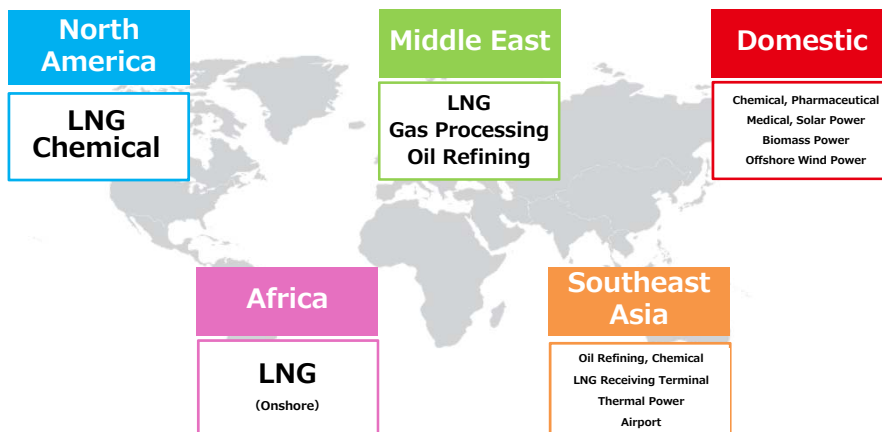 North
America
LNG
Chemical
Middle East
LNG
Gas Processing
Oil Refining
Domestic
Chemical, Pharmaceutical
Medical, Solar Power
Biomass Power
Offshore Wind Power
Africa
LNG
(Onshore)
Southeast
Asia
Oil Refining, Chemical
LNG Receiving Terminal
Thermal Power
Airport